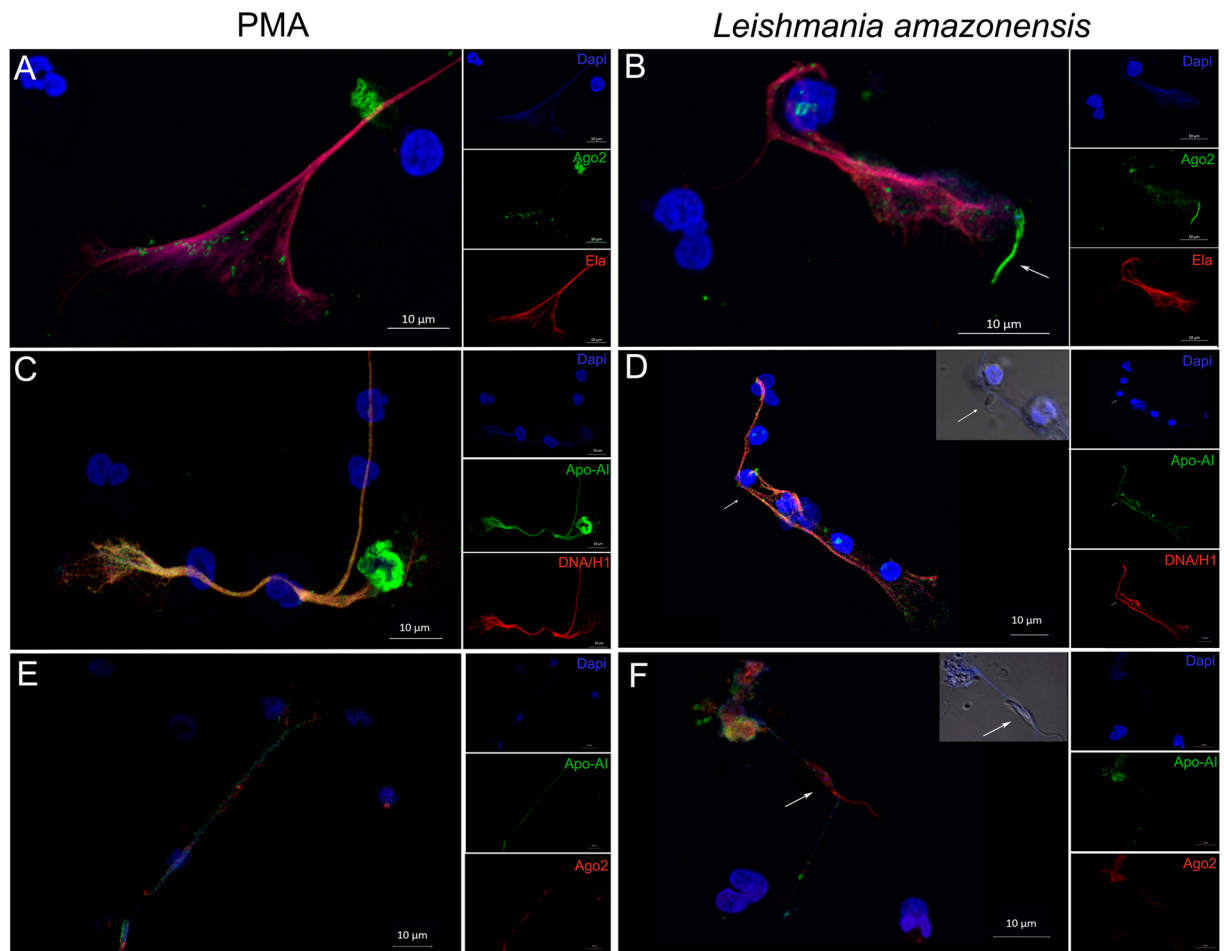 PMA
Leishmania amazonensis
A
Dapi
Ago2
Ela
10 µm
B
Dapi
Ago2
Ela
10 µm
C
Dapi
Apo-AI
DNA/H1
10 µm
D
Dapi
Apo-AI
DNA/H1
10 µm
E
Dapi
Apo-AI
Ago2
10 µm
F
Dapi
Apo-AI
Ago2
10 µm